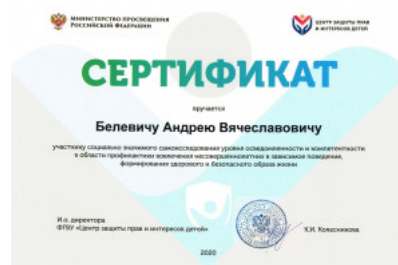 МИНИСТЕРСТВО ПРОСВЕЩЕНИЯ
РОССИЙСКОЙ ФЕДЕРАЦИИ
ЦЕНТР ЗАЩИТЫ ПРАВ
И ИНТЕРЕСОВ ДЕТЕЙ
СЕРТИФИКАТ
вручается
Белевичу Андрею Вячеславовичу
участнику социально значимого самоисследования уровня осведомленности и компетентности
в области профилактики вовлечения несовершеннолетних в зависимое поведение,
формирования здорового и безопасного образа жизни
И.о. директора
ФГБУ «Центр защиты прав и интересов детей»
К.И. Колесникова
2020